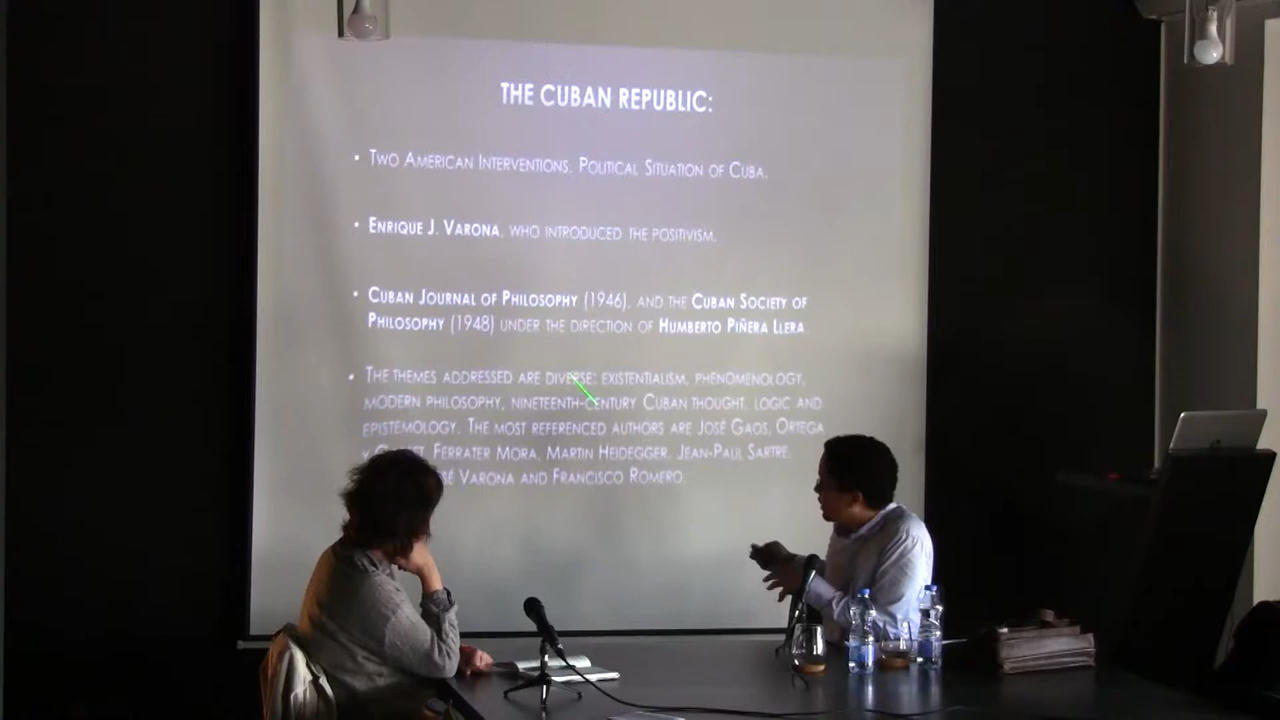 THE CUBAN REPUBLIC:
• TWO AMERICAN INTERVENTIONS. POLITICAL SITUATION OF CUBA.
• ENRIQUE J. VARONA, WHO INTRODUCED THE POSITIVISM.
• CUBAN JOURNAL OF PHILOSOPHY (1946), AND THE CUBAN SOCIETY OF
PHILOSOPHY (1948) UNDER THE DIRECTION OF HUMBERTO PIÑERA LLERA.
• THE THEMES ADDRESSED ARE DIVERSE: EXISTENTIALISM, PHENOMENOLOGY,
MODERN PHILOSOPHY, NINETEENTH-CENTURY CUBAN THOUGHT, LOGIC AND
EPISTEMOLOGY. THE MOST REFERENCED AUTHORS ARE JOSÉ GAOS, ORTEGA
Y FERRATER MORA, MARTIN HEIDEGGER, JEAN-PAUL SARTRE,
VARONA AND FRANCISCO ROMERO.